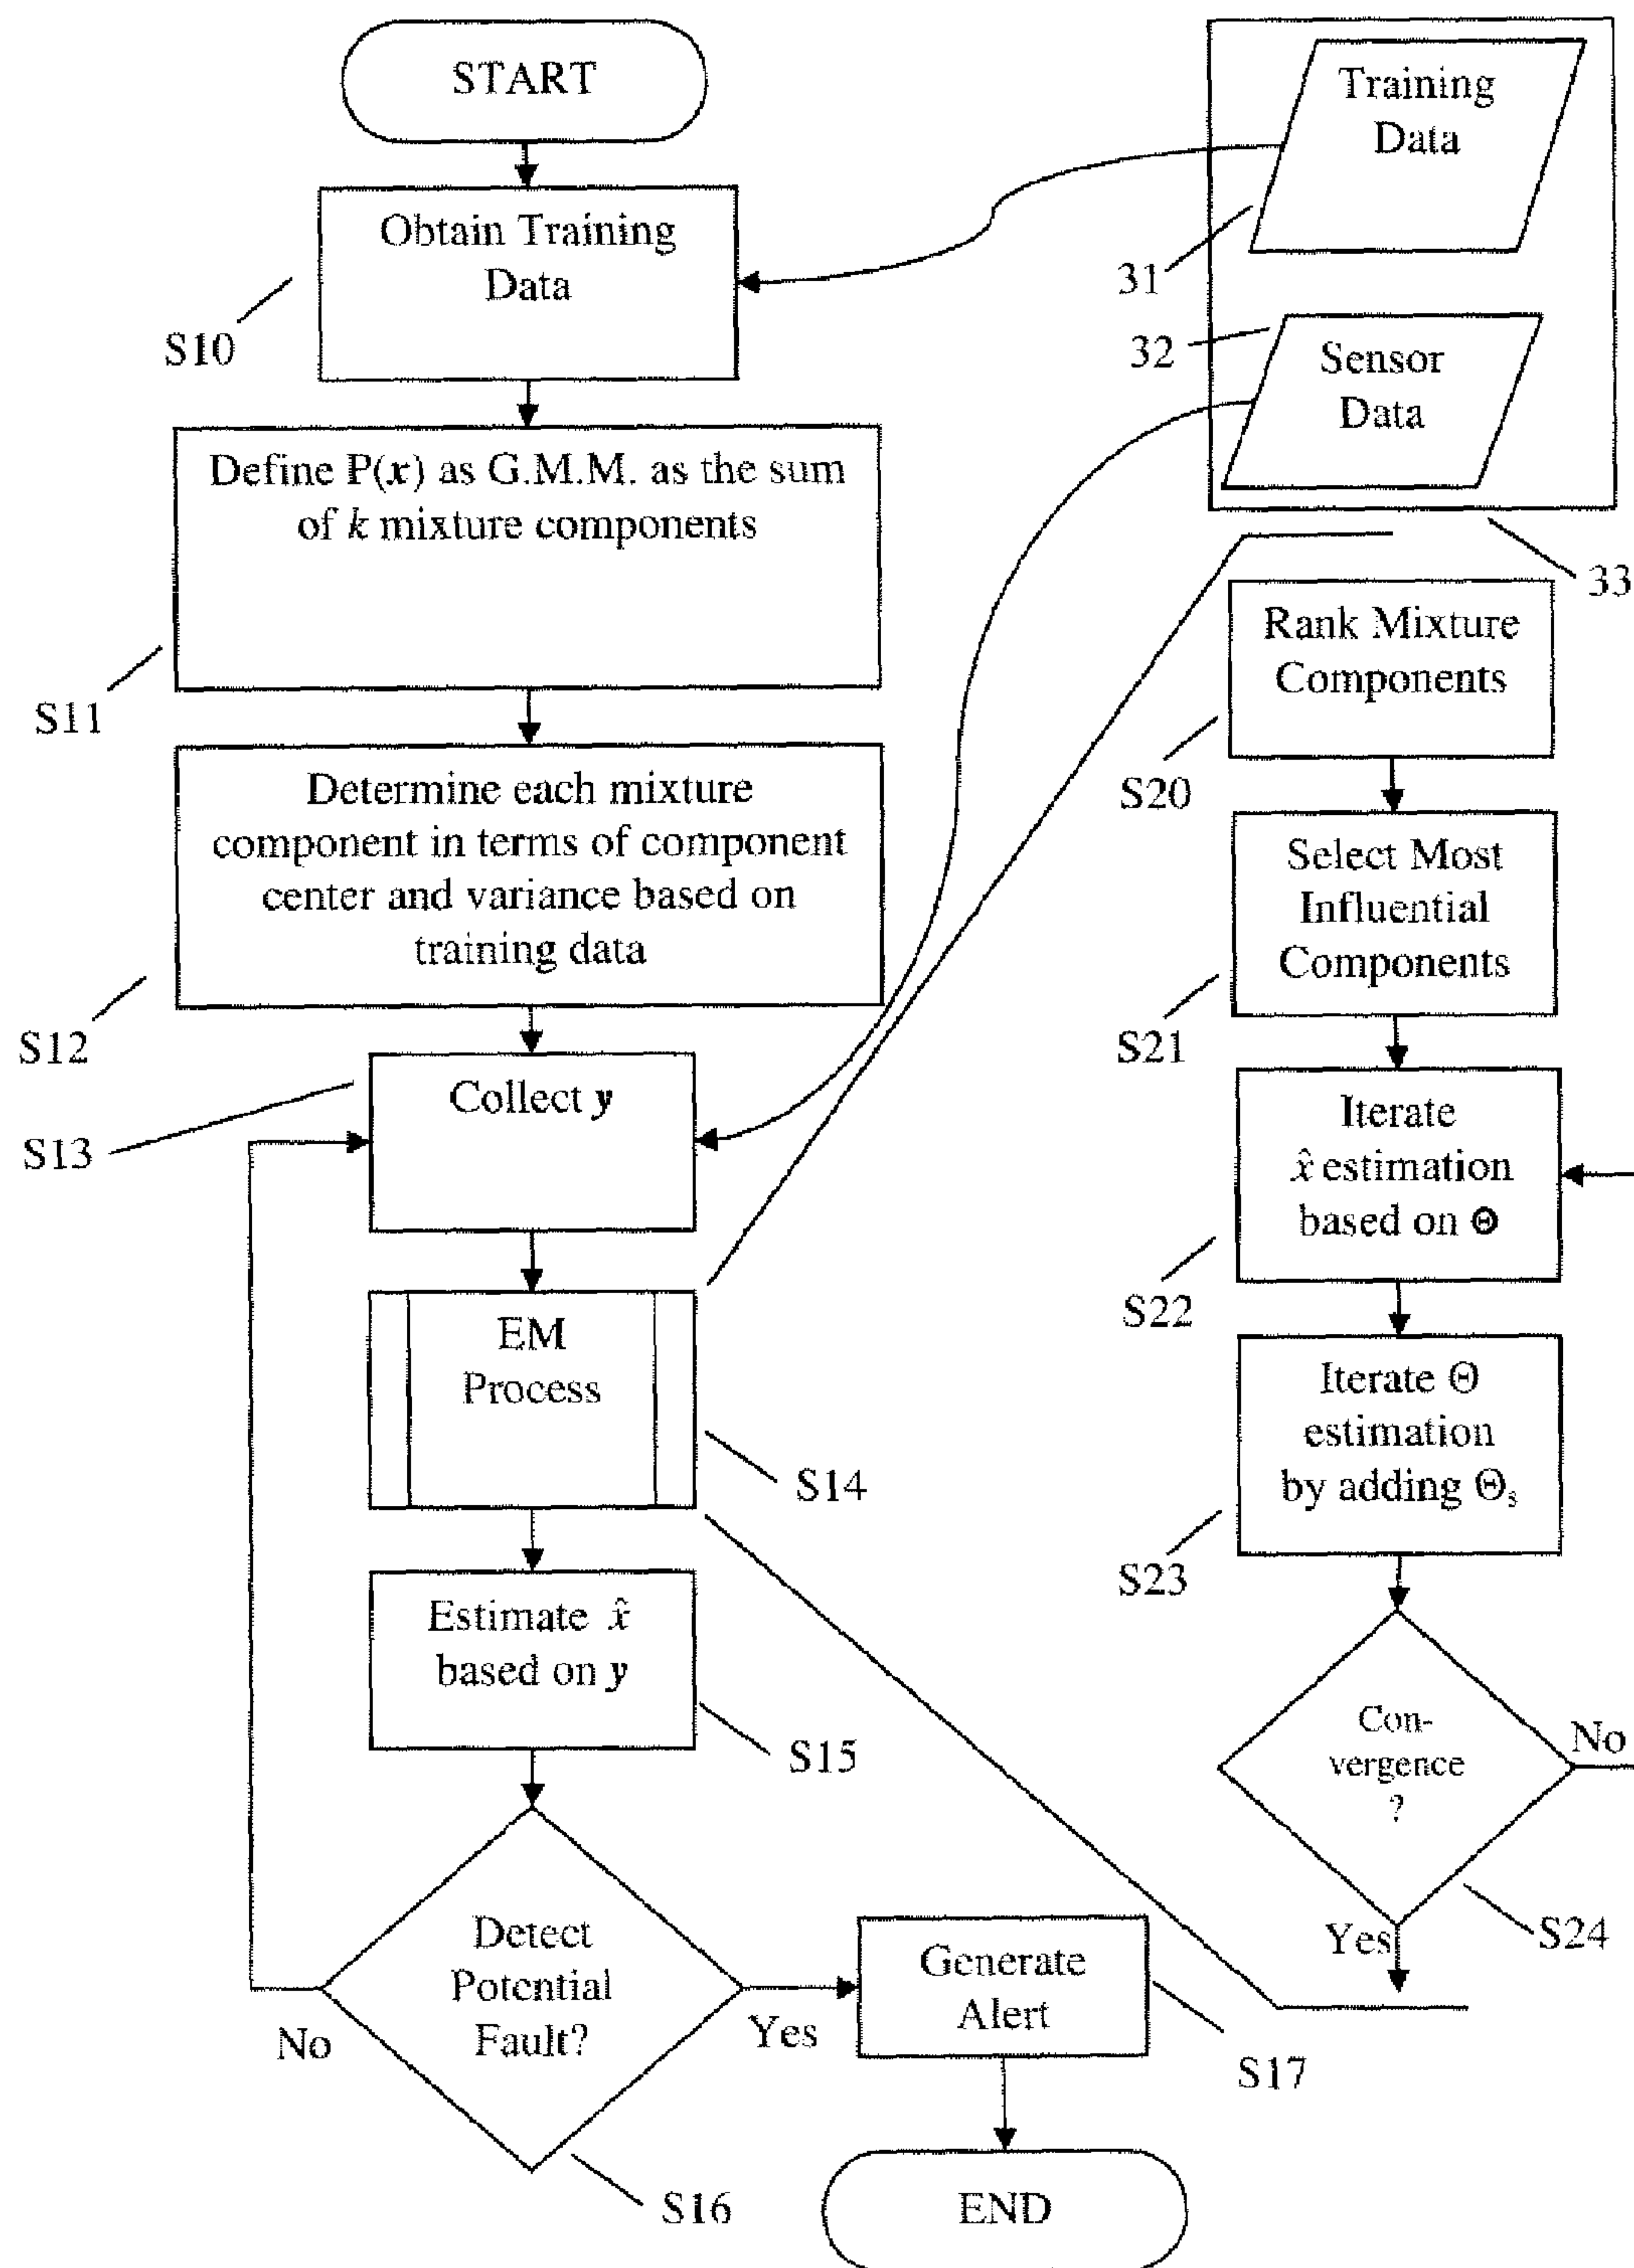 START
Obtain Training
Data
S10
Define P(x) as G.M.M. as the sum
of k mixture components
S11
Determine each mixture
component in terms of component
center and variance based on
training data
S12
Collect y
S13
EM
Process
S14
Estimate x̂
based on y
S15
Detect
Potential
Fault?
No
Yes
S16
Generate
Alert
S17
END
Training
Data
31
32
Sensor
Data
33
Rank Mixture
Components
S20
Select Most
Influential
Components
S21
Iterate
x̂ estimation
based on Θ
S22
Iterate Θ
estimation
by adding Θs
S23
Con-
vergence
?
No
Yes
S24